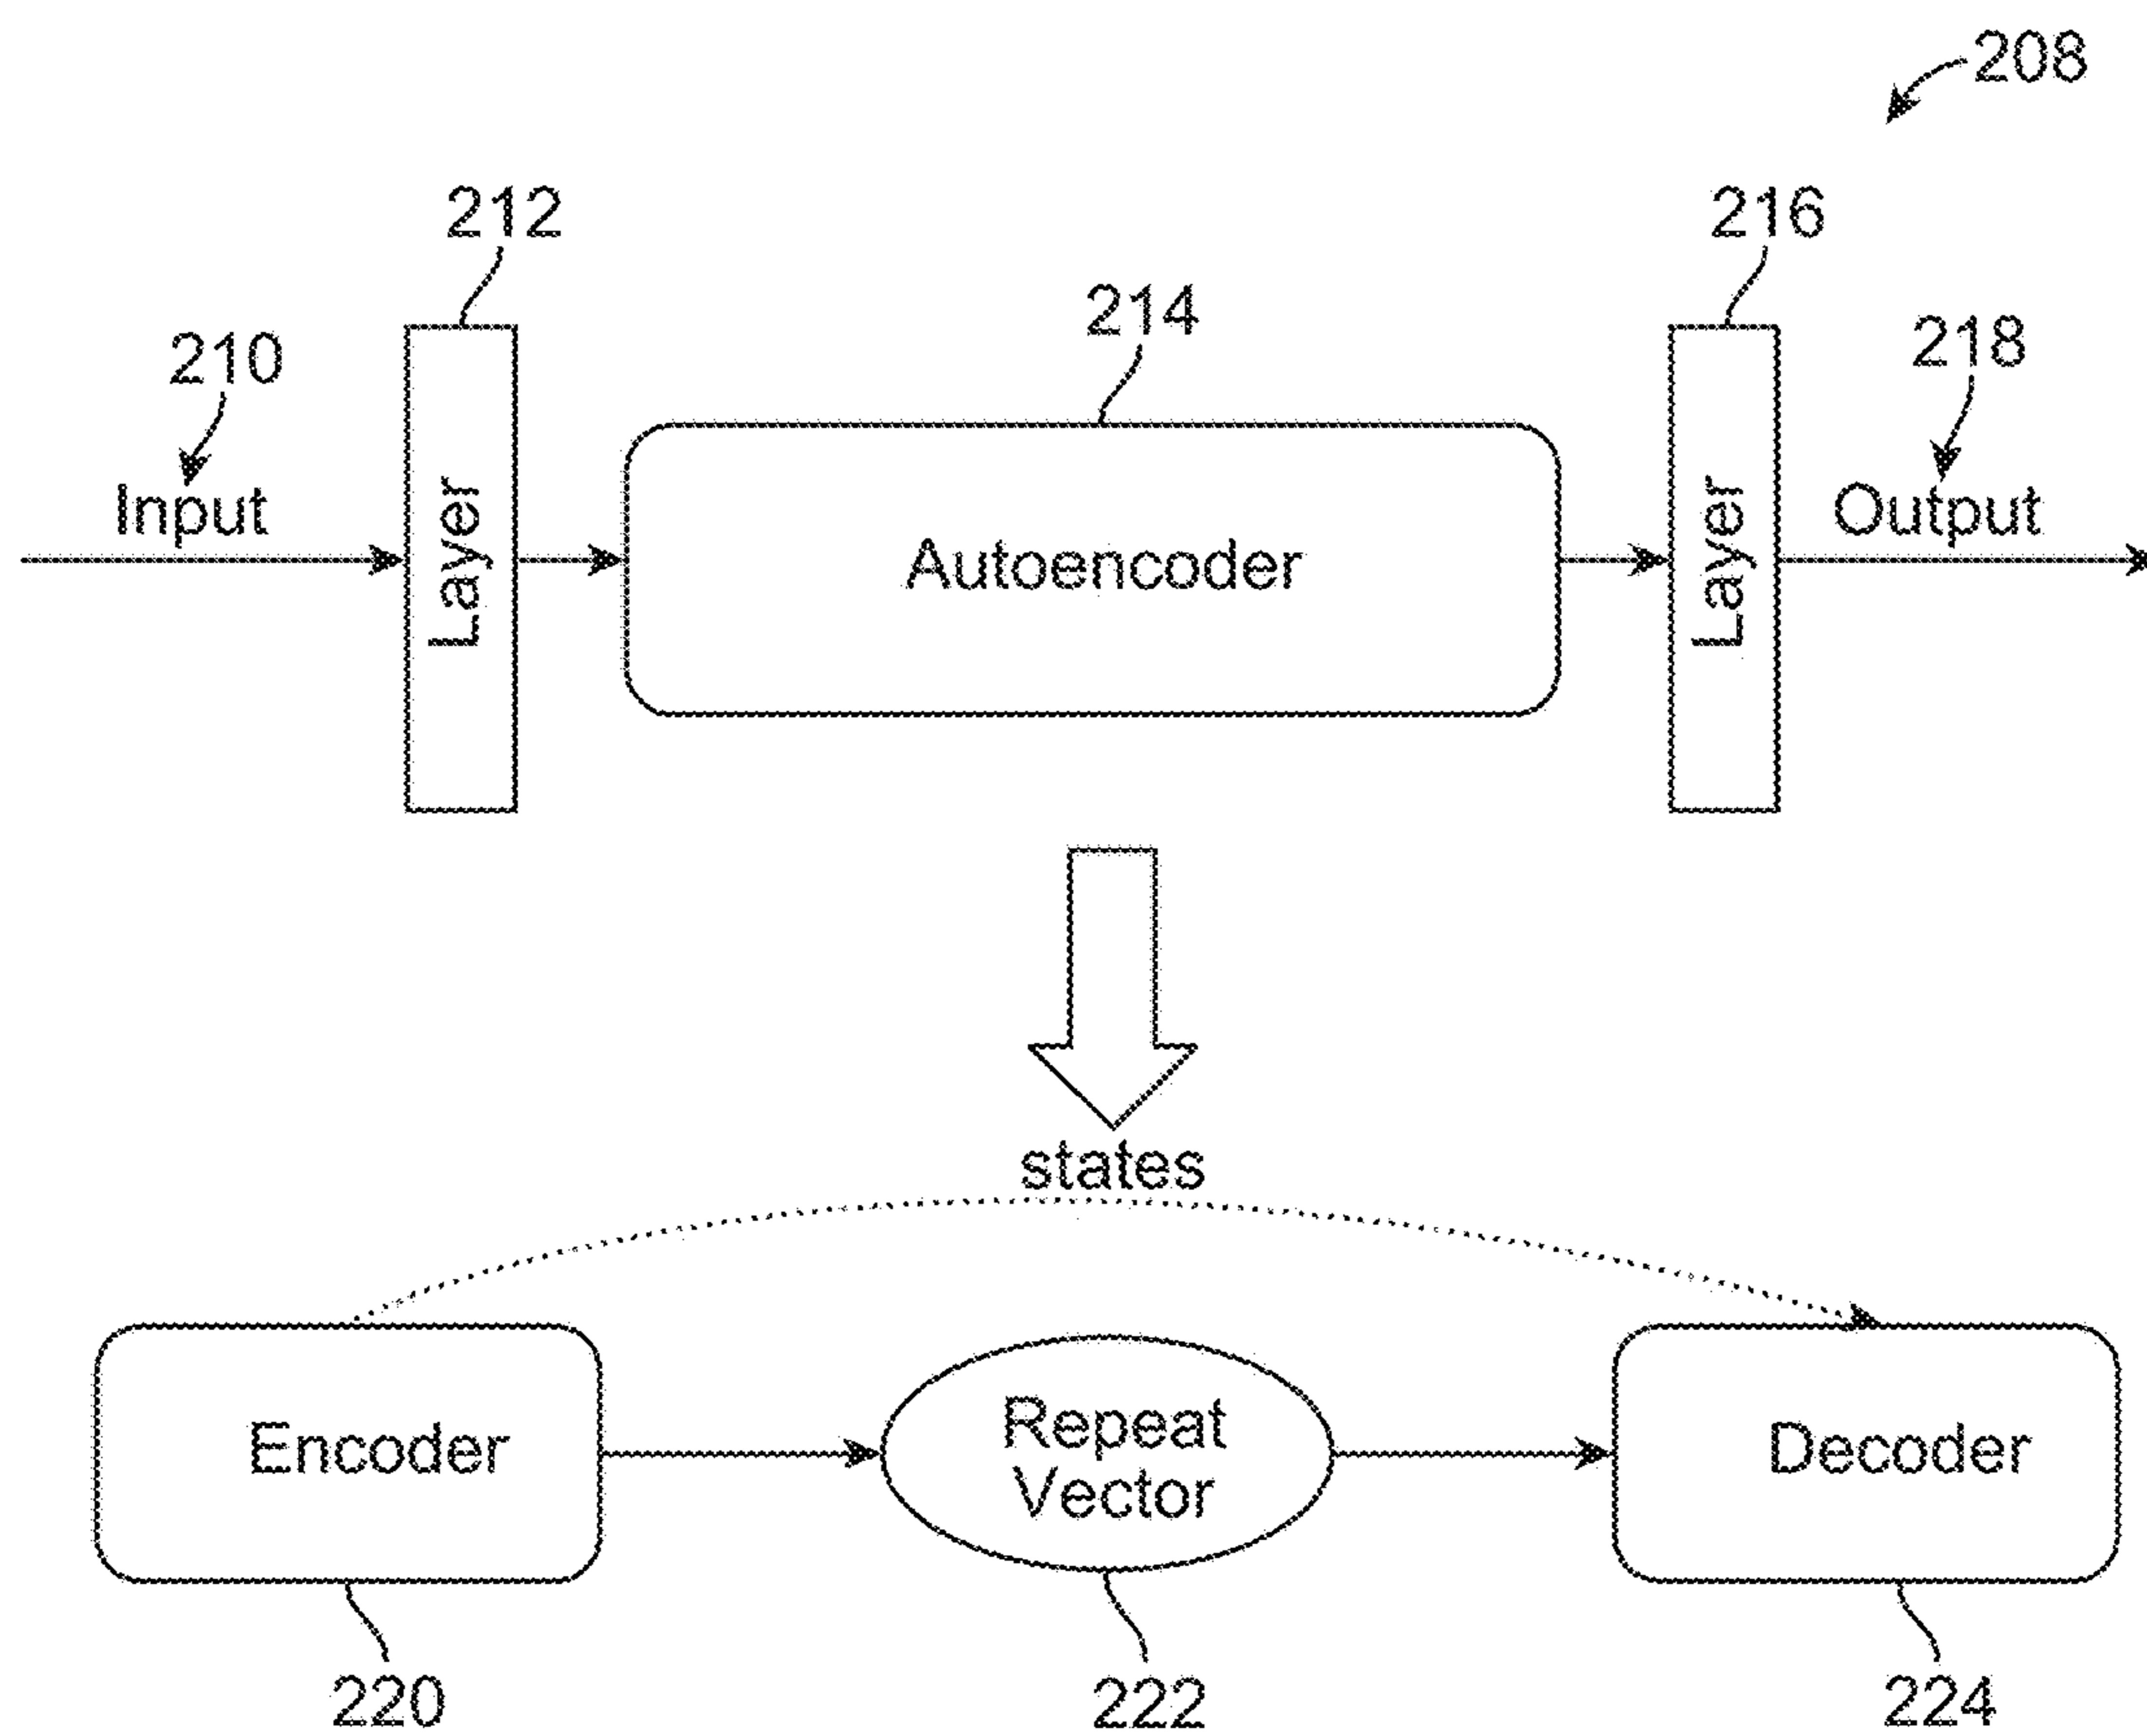 208
212
216
214
210
218
Input
Layer
Autoencoder
Layer
Output
states
Encoder
Repeat
Vector
Decoder
220
222
224